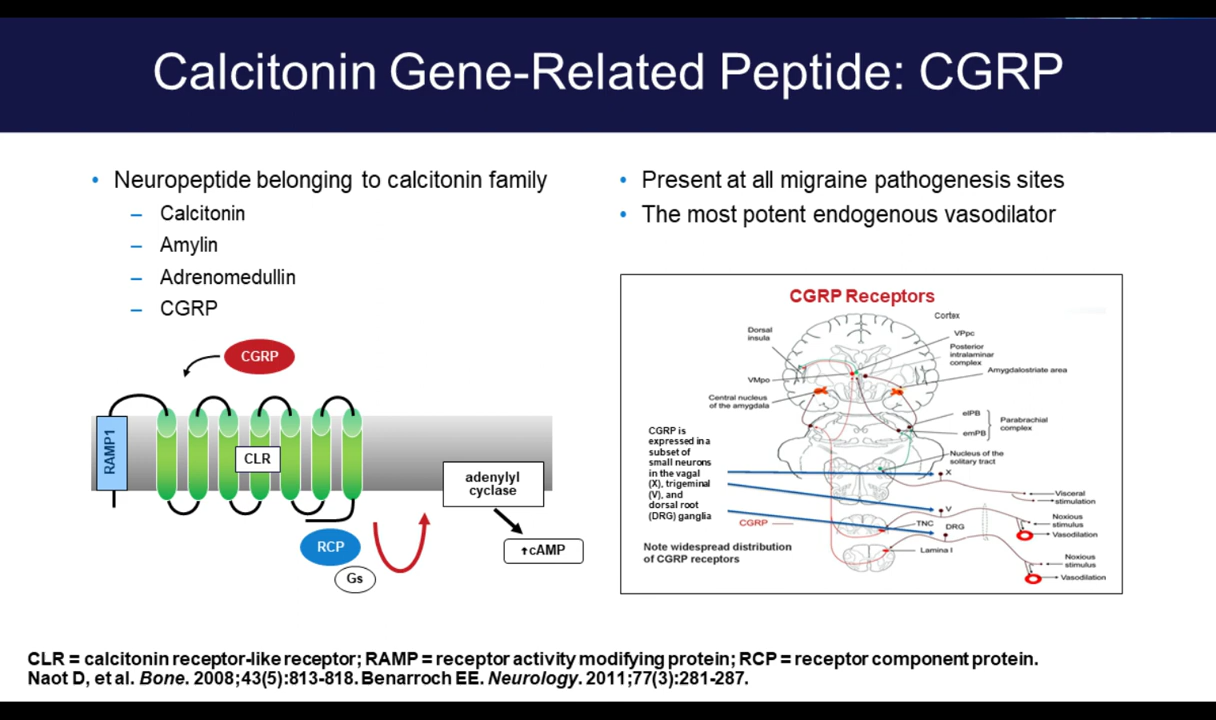 Calcitonin Gene-Related Peptide: CGRP
• Neuropeptide belonging to calcitonin family
– Calcitonin
– Amylin
– Adrenomedullin
– CGRP
• Present at all migraine pathogenesis sites
• The most potent endogenous vasodilator
CGRP
RAMP1
CLR
adenylyl
cyclase
RCP
Gs
↑cAMP
CGRP Receptors
Cortex
Dorsal
insula
VPpc
Posterior
intralaminar
complex
VMpo
Amygdalostriate area
Central nucleus
of the amygdala
elPB
emPB
Parabrachial
complex
CGRP is
expressed in a
subset of
small neurons
in the vagal
(X), trigeminal
(V), and
dorsal root
(DRG) ganglia
Nucleus of the
solitary tract
X
Visceral
stimulation
V
CGRP
TNC
DRG
Noxious
stimulus
Vasodilation
Note widespread distribution
of CGRP receptors
Lamina I
Noxious
stimulus
Vasodilation
CLR = calcitonin receptor-like receptor; RAMP = receptor activity modifying protein; RCP = receptor component protein.
Naot D, et al. Bone. 2008;43(5):813-818. Benarroch EE. Neurology. 2011;77(3):281-287.